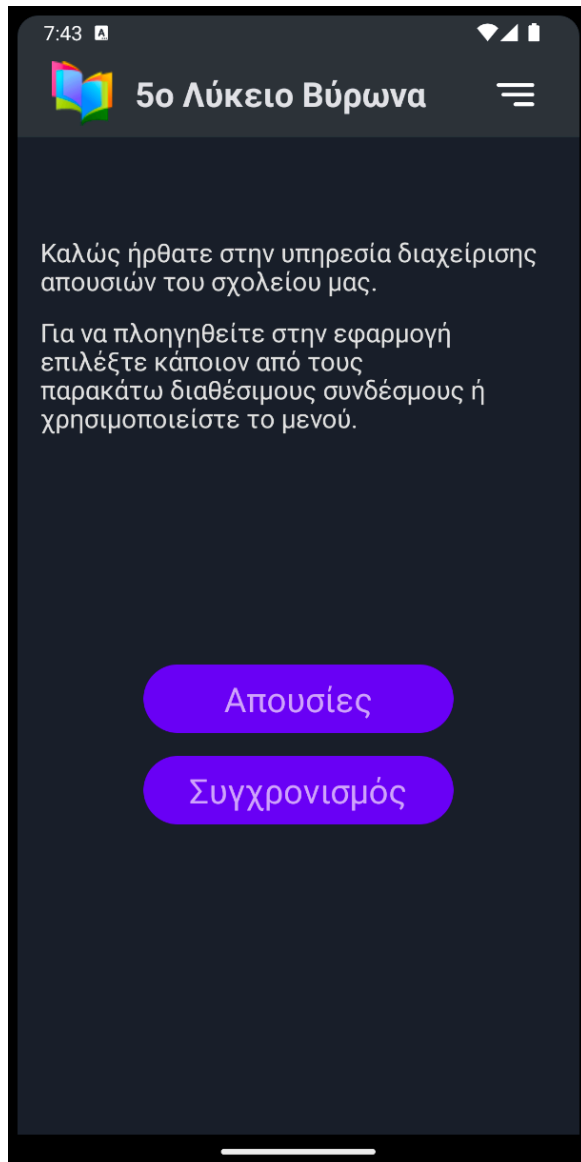 7:43
5ο Λύκειο Βύρωνα
Καλώς ήρθατε στην υπηρεσία διαχείρισης
απουσιών του σχολείου μας.
Για να πλοηγηθείτε στην εφαρμογή
επιλέξτε κάποιον από τους
παρακάτω διαθέσιμους συνδέσμους ή
χρησιμοποιείστε το μενού.
Απουσίες
Συγχρονισμός